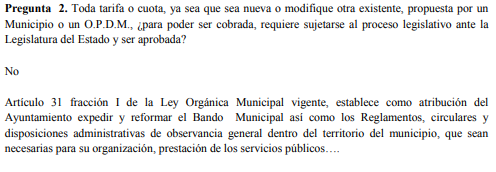 Pregunta 2. Toda tarifa o cuota, ya sea que sea nueva o modifique otra existente, propuesta por un
Municipio o un O.P.D.M., ¿para poder ser cobrada, requiere sujetarse al proceso legislativo ante la
Legislatura del Estado y ser aprobada?
No
Artículo 31 fracción I de la Ley Orgánica Municipal vigente, establece como atribución del
Ayuntamiento expedir y reformar el Bando Municipal así como los Reglamentos, circulares y
disposiciones administrativas de observancia general dentro del territorio del municipio, que sean
necesarias para su organización, prestación de los servicios públicos….